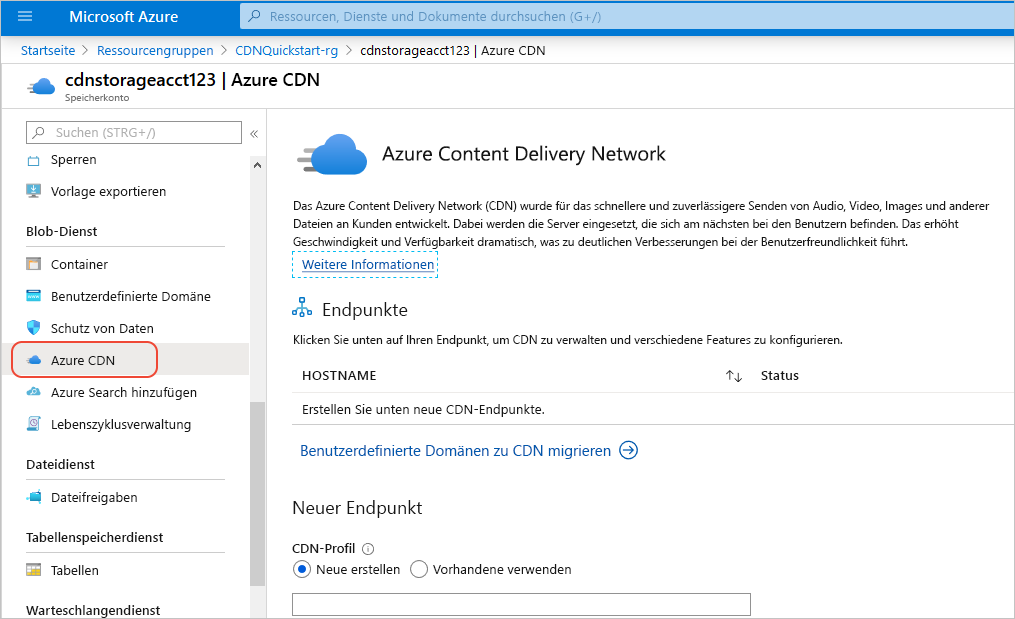 Microsoft Azure
Ressourcen, Dienste und Dokumente durchsuchen (G+/)
Startseite > Ressourcengruppen > CDNQuickstart-rg > cdnstorageacct123 | Azure CDN
cdnstorageacct123 | Azure CDN
Speicherkonto
Suchen (STRG+/)
«
Sperren
Vorlage exportieren
Blob-Dienst
Container
Benutzerdefinierte Domäne
Schutz von Daten
Azure CDN
Azure Search hinzufügen
Lebenszyklusverwaltung
Dateidienst
Dateifreigaben
Tabellenspeicherdienst
Tabellen
Warteschlangendienst
Azure Content Delivery Network
Das Azure Content Delivery Network (CDN) wurde für das schnellere und zuverlässigere Senden von Audio, Video, Images und anderer
Dateien an Kunden entwickelt. Dabei werden die Server eingesetzt, die sich am nächsten bei den Benutzern befinden. Das erhöht
Geschwindigkeit und Verfügbarkeit dramatisch, was zu deutlichen Verbesserungen bei der Benutzerfreundlichkeit führt.
Weitere Informationen
Endpunkte
Klicken Sie unten auf Ihren Endpunkt, um CDN zu verwalten und verschiedene Features zu konfigurieren.
HOSTNAME ↑↓ Status
Erstellen Sie unten neue CDN-Endpunkte.
Benutzerdefinierte Domänen zu CDN migrieren
Neuer Endpunkt
CDN-Profil
Neue erstellen Vorhandene verwenden